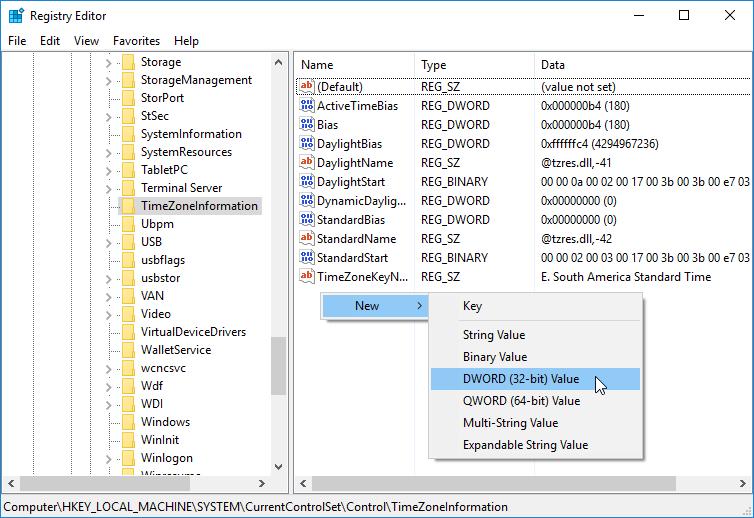 Registry Editor
File Edit View Favorites Help
Storage
StorageManagement
StorPort
StSec
SystemInformation
SystemResources
TabletPC
Terminal Server
TimeZoneInformation
Ubpm
USB
usbflags
usbstor
VAN
Video
VirtualDeviceDrivers
WalletService
wcncsvc
Wdf
WDI
Windows
WinInit
Winlogon
Winresume
Name Type Data
ab (Default) REG_SZ (value not set)
ActiveTimeBias REG_DWORD 0x000000b4 (180)
Bias REG_DWORD 0x000000b4 (180)
DaylightBias REG_DWORD 0xffffffc4 (4294967236)
ab DaylightName REG_SZ @tzres.dll,-41
DaylightStart REG_BINARY 00 00 0a 00 02 00 17 00 3b 00 3b 00 e7 03
DynamicDaylig... REG_DWORD 0x00000000 (0)
StandardBias REG_DWORD 0x00000000 (0)
ab StandardName REG_SZ @tzres.dll,-42
StandardStart REG_BINARY 00 00 02 00 03 00 17 00 3b 00 3b 00 e7 03
ab TimeZoneKeyN... REG_SZ E. South America Standard Time
New
Key
String Value
Binary Value
DWORD (32-bit) Value
QWORD (64-bit) Value
Multi-String Value
Expandable String Value
Computer\HKEY_LOCAL_MACHINE\SYSTEM\CurrentControlSet\Control\TimeZoneInformation